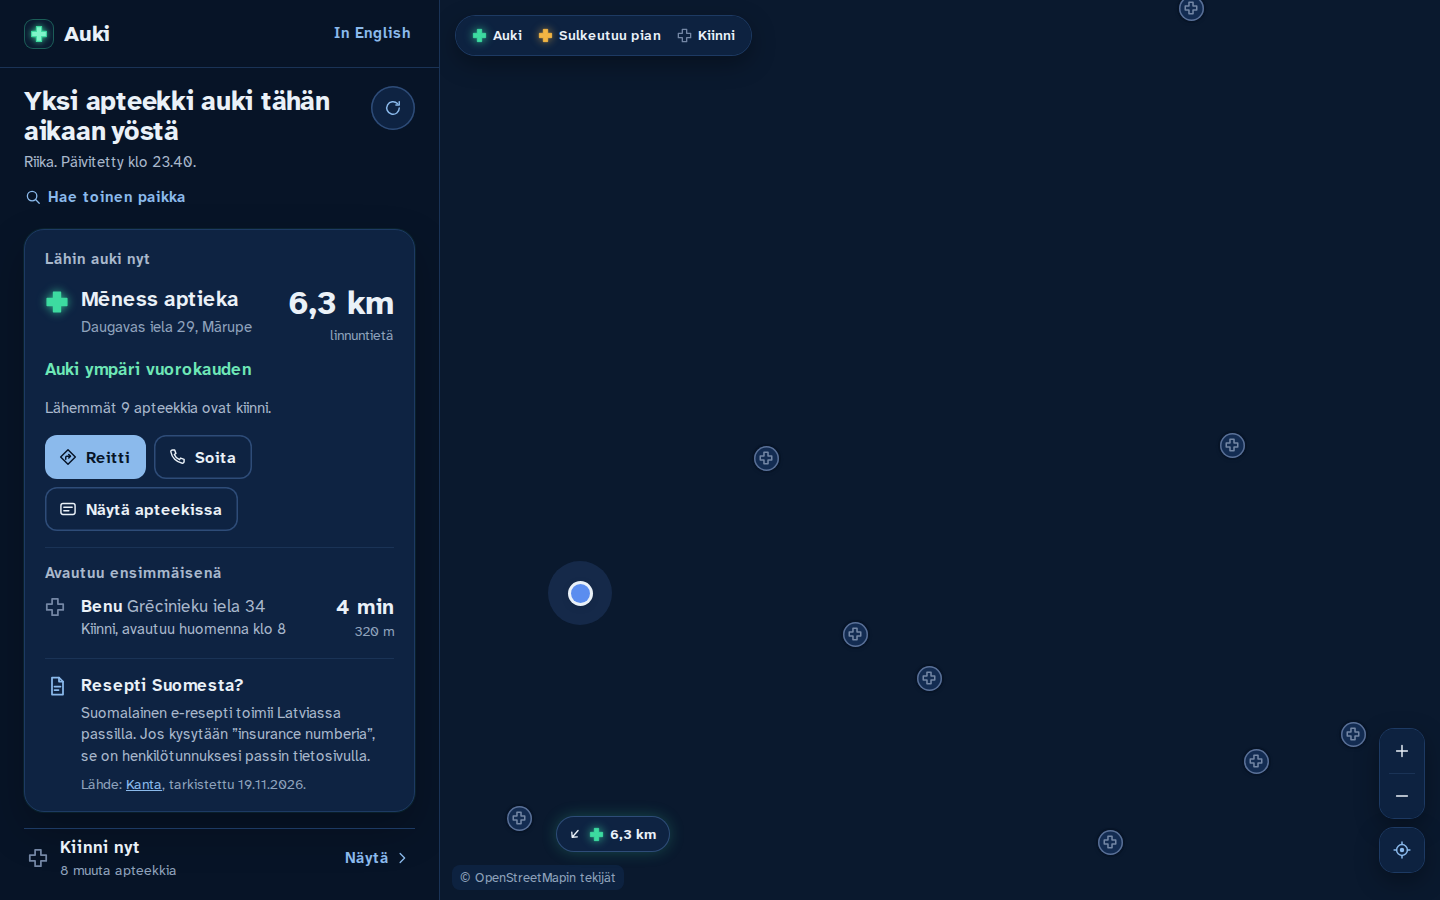 Auki
In English
Yksi apteekki auki tähän
aikaan yöstä
Riika. Päivitetty klo 23.40.
Hae toinen paikka
Lähin auki nyt
Mēness aptieka
6,3 km
Daugavas iela 29, Mārupe
linnuntietä
Auki ympäri vuorokauden
Lähemmät 9 apteekkia ovat kiinni.
Reitti
Soita
Näytä apteekissa
Avautuu ensimmäisenä
Benu Grēcinieku iela 34
4 min
Kiinni, avautuu huomenna klo 8
320 m
Resepti Suomesta?
Suomalainen e-resepti toimii Latviassa
passilla. Jos kysytään ”insurance numberia”,
se on henkilötunnuksesi passin tietosivulla.
Lähde: Kanta, tarkistettu 19.11.2026.
Kiinni nyt
8 muuta apteekkia
Näytä
Auki
Sulkeutuu pian
Kiinni
6,3 km
© OpenStreetMapin tekijät